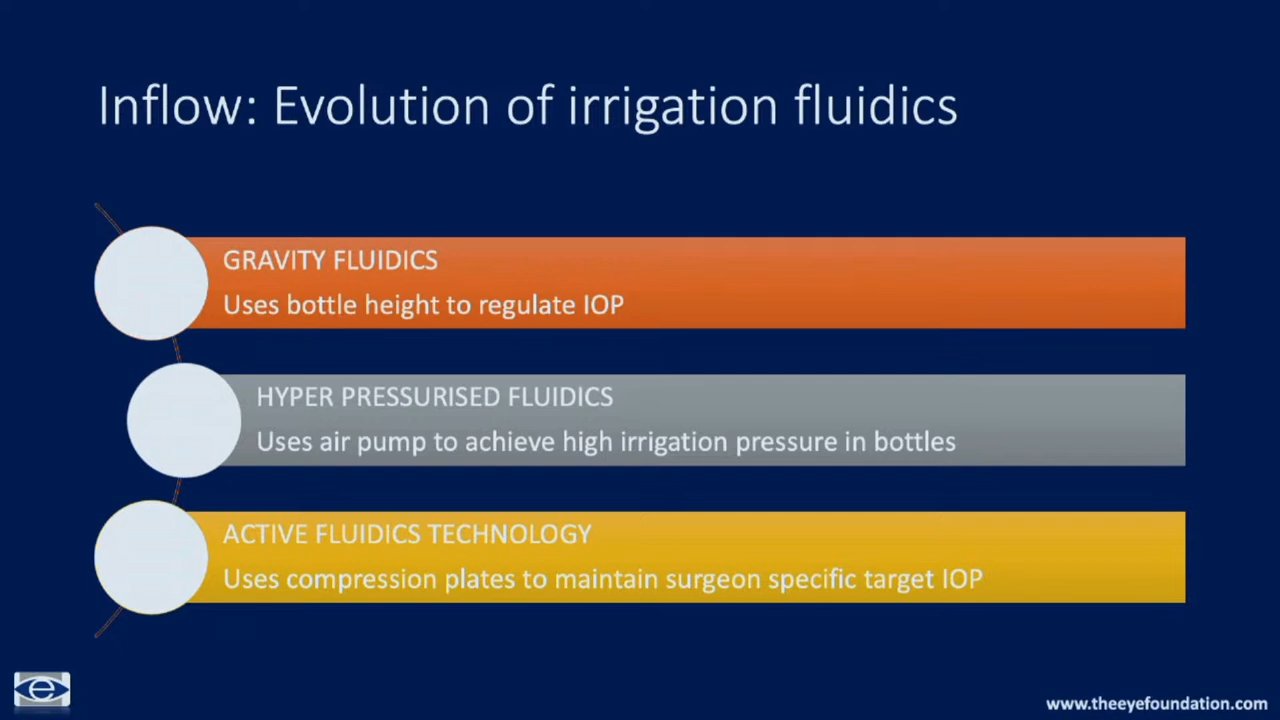 Inflow: Evolution of irrigation fluidics
GRAVITY FLUIDICS
Uses bottle height to regulate IOP
HYPER PRESSURISED FLUIDICS
Uses air pump to achieve high irrigation pressure in bottles
ACTIVE FLUIDICS TECHNOLOGY
Uses compression plates to maintain surgeon specific target IOP
e
www.theeyefoundation.com